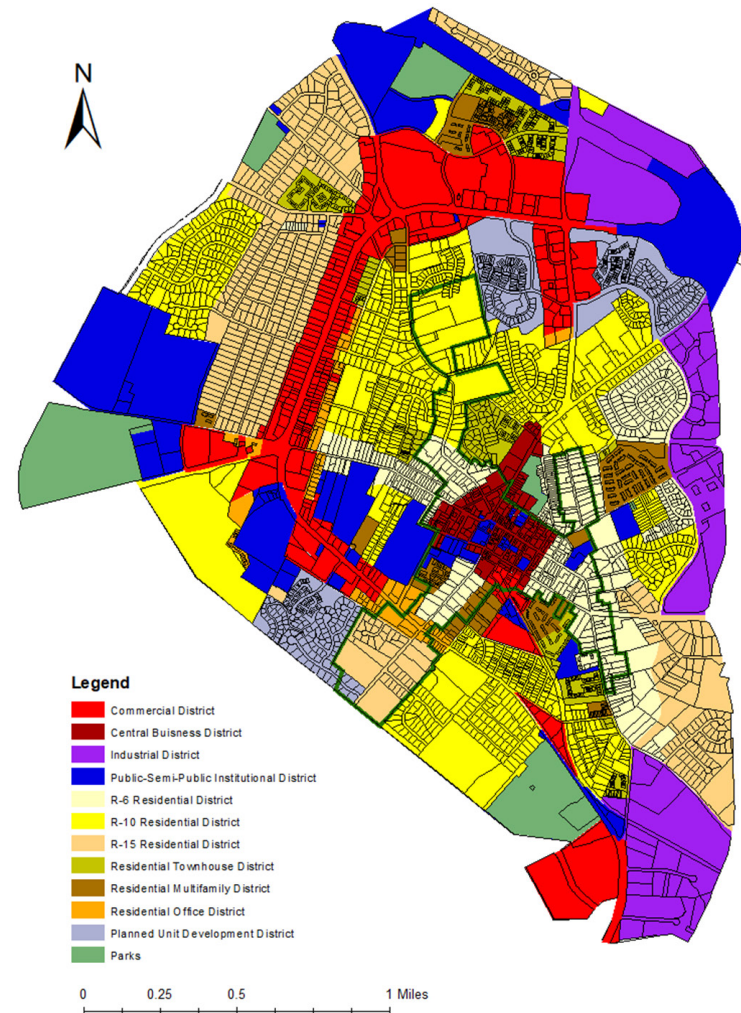 N
Legend
Commercial District
Central Business District
Industrial District
Public-Semi-Public Institutional District
R-6 Residential District
R-10 Residential District
R-15 Residential District
Residential Townhouse District
Residential Multifamily District
Residential Office District
Planned Unit Development District
Parks
0 0.25 0.5 1 Miles